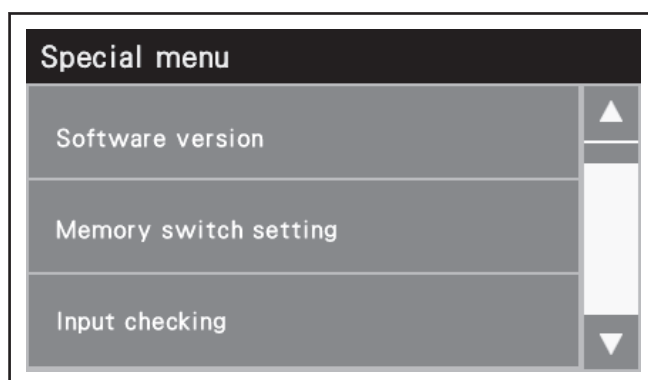 Special menu
Software version
Memory switch setting
Input checking